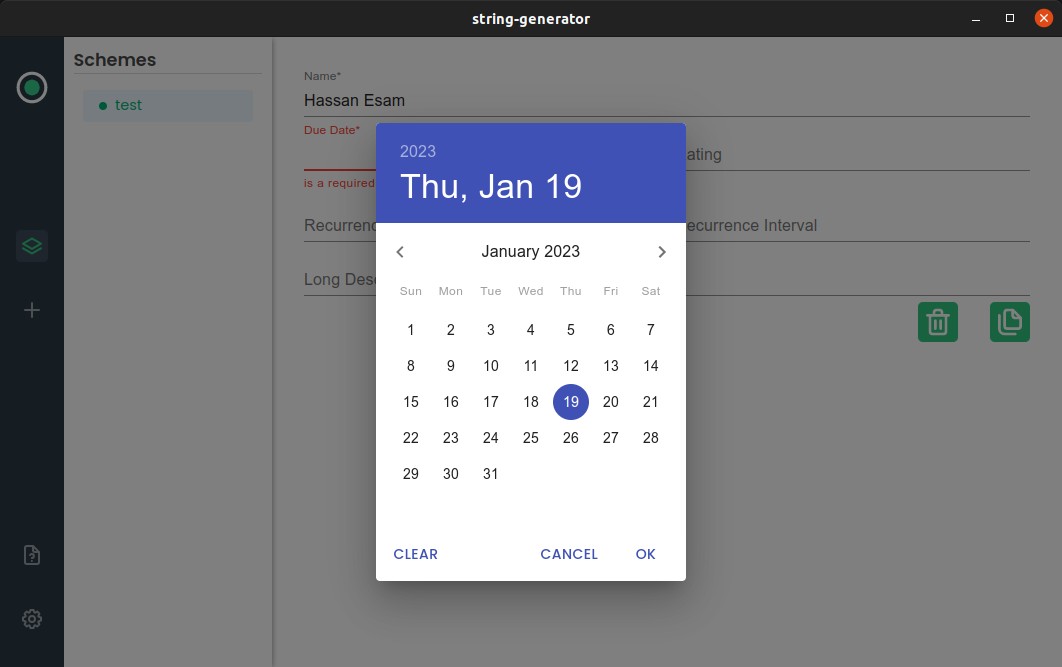 string-generator
Schemes
test
Name*
Hassan Esam
Due Date*
ating
is a required
Recurrenc
ecurrence Interval
Long Desc
2023
Thu, Jan 19
January 2023
Sun Mon Tue Wed Thu Fri Sat
1 2 3 4 5 6 7
8 9 10 11 12 13 14
15 16 17 18 19 20 21
22 23 24 25 26 27 28
29 30 31
CLEAR CANCEL OK